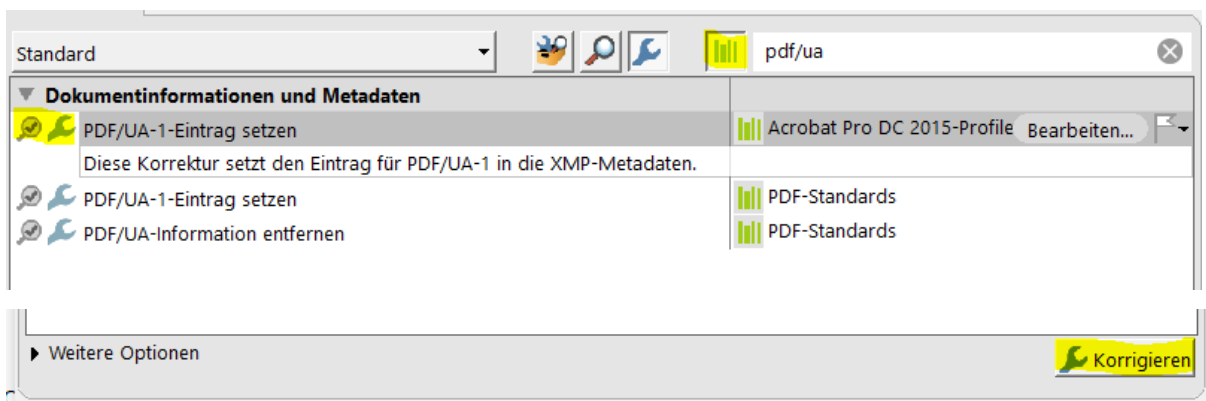 Standard
pdf/ua
Dokumentinformationen und Metadaten
PDF/UA-1-Eintrag setzen Acrobat Pro DC 2015-Profile Bearbeiten...
Diese Korrektur setzt den Eintrag für PDF/UA-1 in die XMP-Metadaten.
PDF/UA-1-Eintrag setzen PDF-Standards
PDF/UA-Information entfernen PDF-Standards
Weitere Optionen Korrigieren